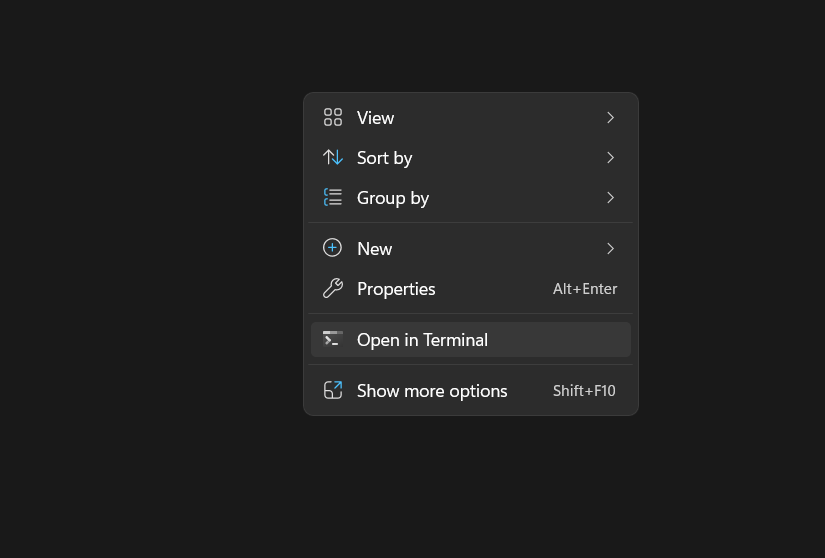 View
Sort by
Group by
New
Properties Alt+Enter
Open in Terminal
Show more options Shift+F10